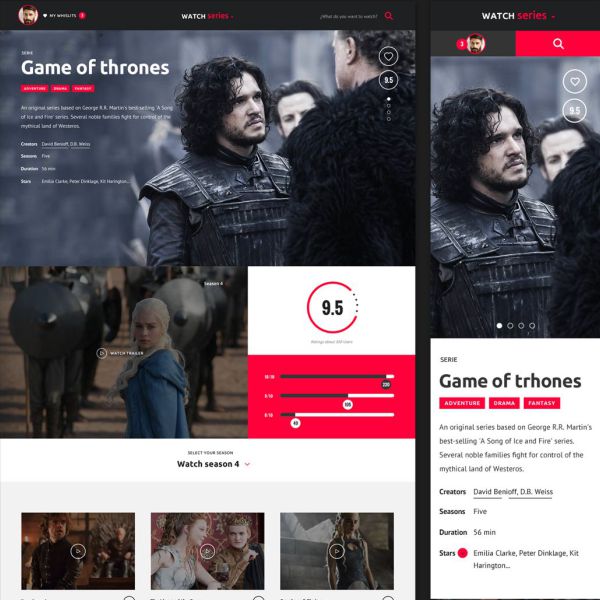 MY WHISLITS 3
WATCH series
¿What do you want to watch?
SERIE
Game of thrones
ADVENTURE DRAMA FANTASY
An original series based on George R.R. Martin's best-selling 'A Song
of Ice and Fire' series. Several noble families fight for control of the
mythical land of Westeros.
Creators David Benioff, D.B. Weiss
Seasons Five
Duration 56 min
Stars Emilia Clarke, Peter Dinklage, Kit Harington...
9.5
Season 4
WATCH TRAILER
9.5
Ratings about 359 Users
10/10
220
9/10
105
8/10
49
SELECT YOUR SEASON
Watch season 4
WATCH series
3
9.5
SERIE
Game of trhones
ADVENTURE DRAMA FANTASY
An original series based on George R.R. Martin's
best-selling 'A Song of Ice and Fire' series.
Several noble families fight for control of the
mythical land of Westeros.
Creators David Benioff, D.B. Weiss
Seasons Five
Duration 56 min
Stars Emilia Clarke, Peter Dinklage, Kit
Harington...